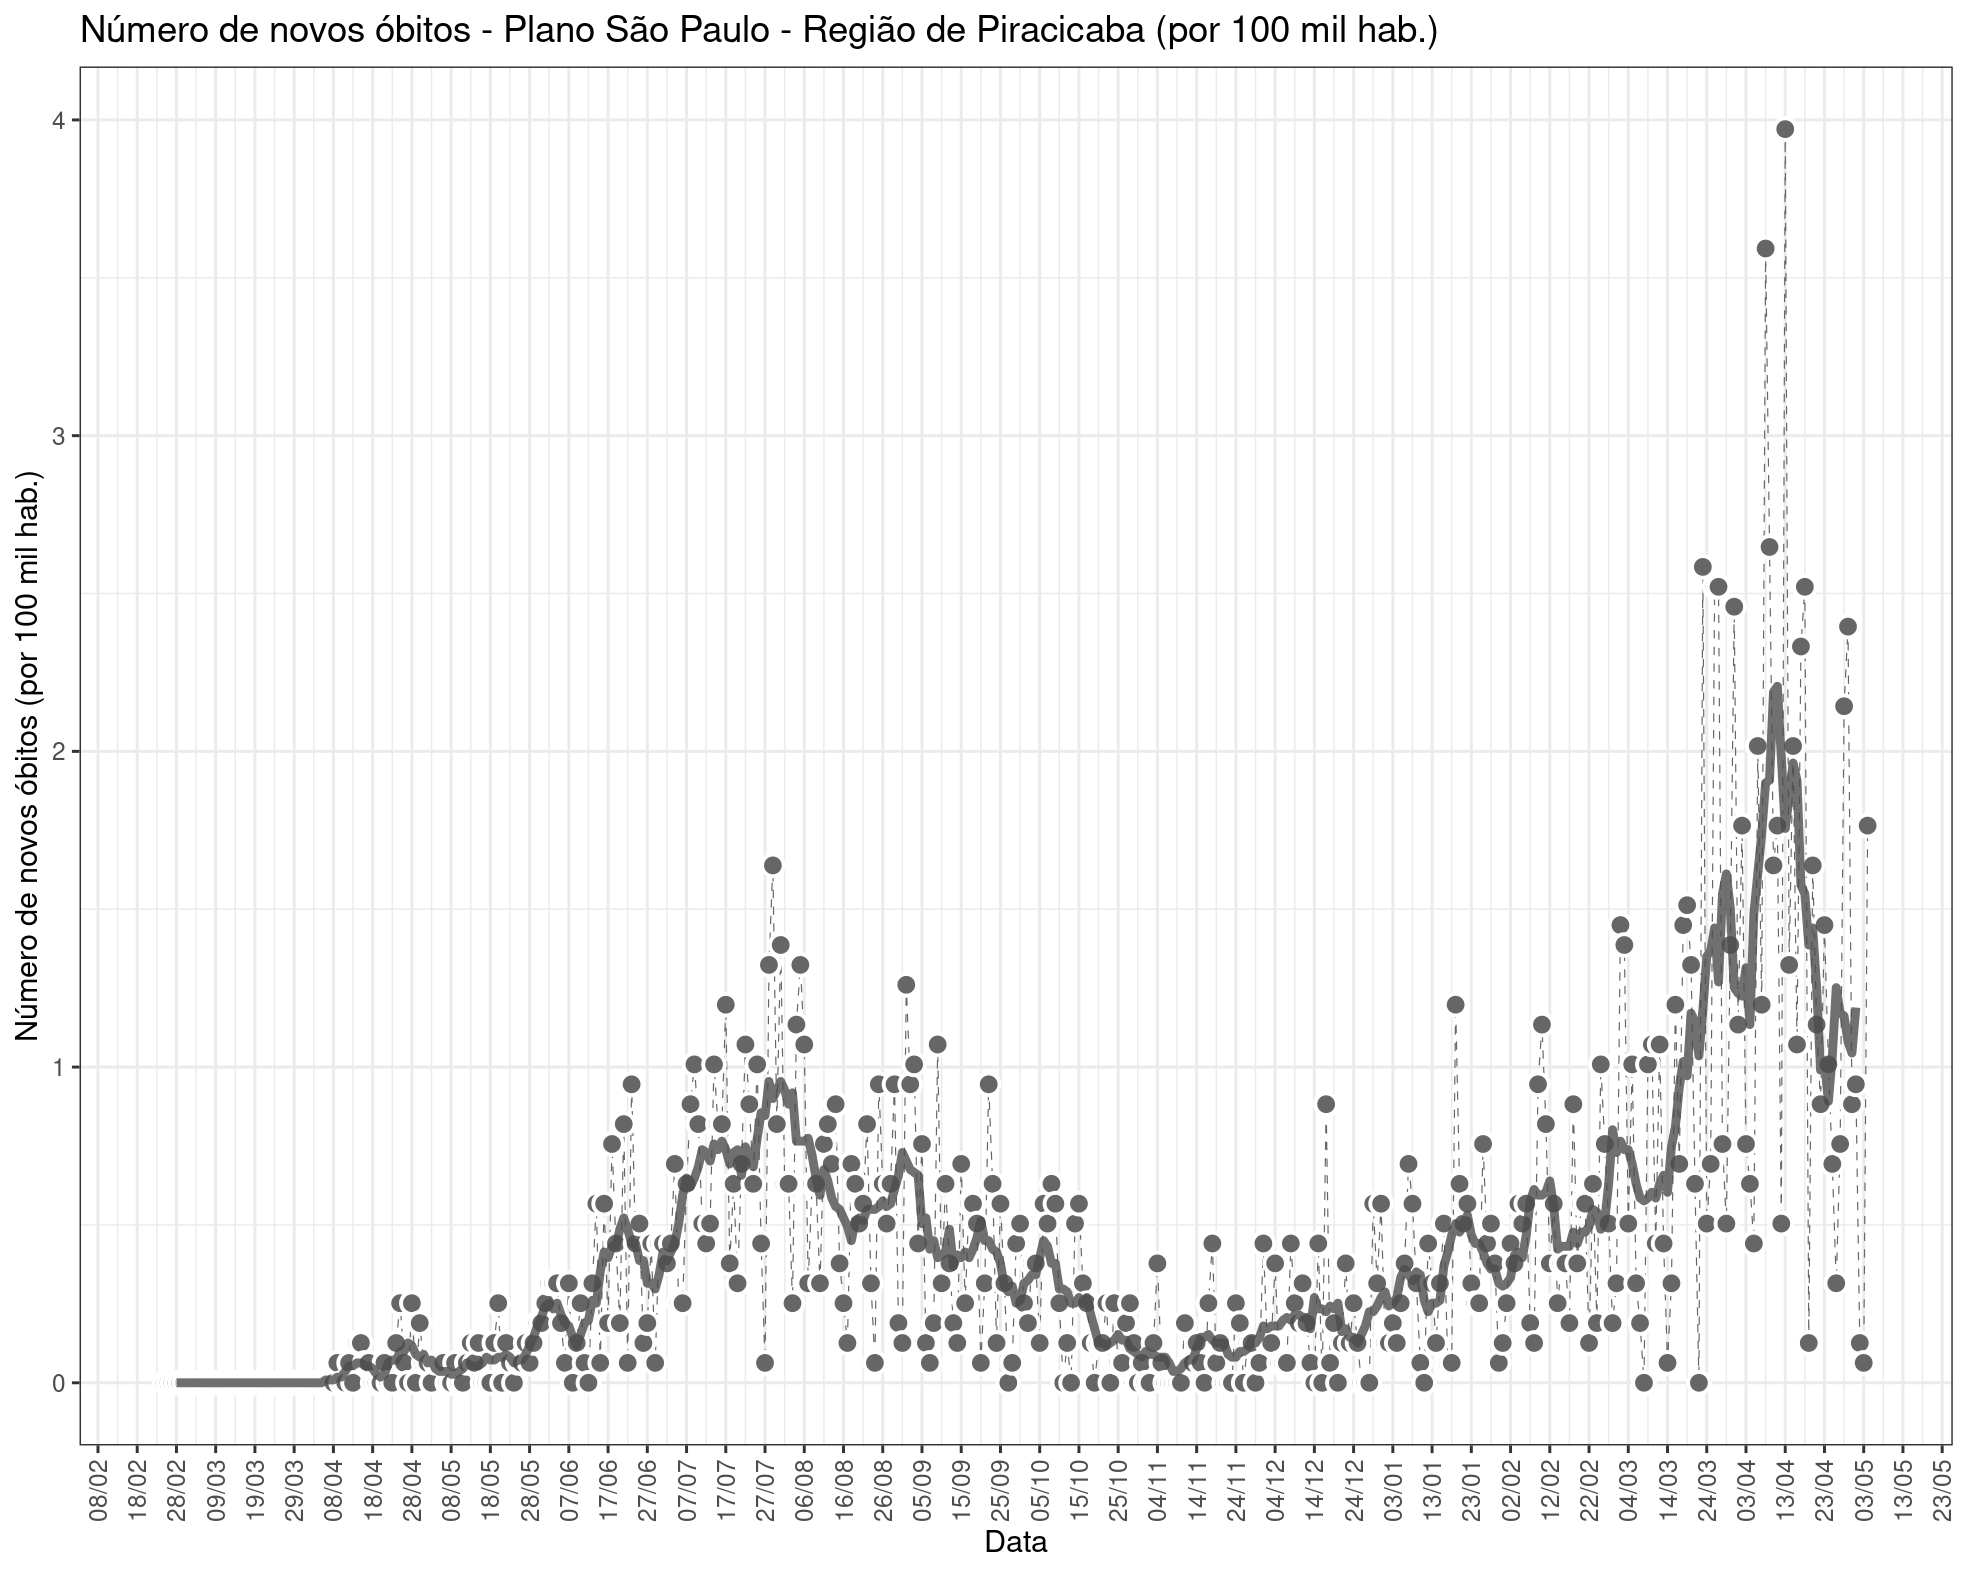 Número de novos óbitos - Plano São Paulo - Região de Piracicaba (por 100 mil hab.)
Número de novos óbitos (por 100 mil hab.)
4
3
2
1
0
08/02 18/02 28/02 09/03 19/03 29/03 08/04 18/04 28/04 08/05 18/05 28/05 07/06 17/06 27/06 07/07 17/07 27/07 06/08 16/08 26/08 05/09 15/09 25/09 05/10 15/10 25/10 04/11 14/11 24/11 04/12 14/12 24/12 03/01 13/01 23/01 02/02 12/02 22/02 04/03 14/03 24/03 03/04 13/04 23/04 03/05 13/05 23/05
Data